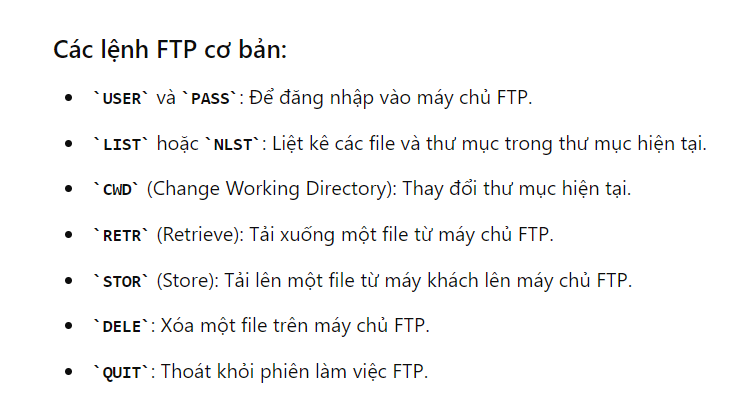 Các lệnh FTP cơ bản:
• `USER` và `PASS`: Để đăng nhập vào máy chủ FTP.
• `LIST` hoặc `NLST`: Liệt kê các file và thư mục trong thư mục hiện tại.
• `CWD` (Change Working Directory): Thay đổi thư mục hiện tại.
• `RETR` (Retrieve): Tải xuống một file từ máy chủ FTP.
• `STOR` (Store): Tải lên một file từ máy khách lên máy chủ FTP.
• `DELE`: Xóa một file trên máy chủ FTP.
• `QUIT`: Thoát khỏi phiên làm việc FTP.